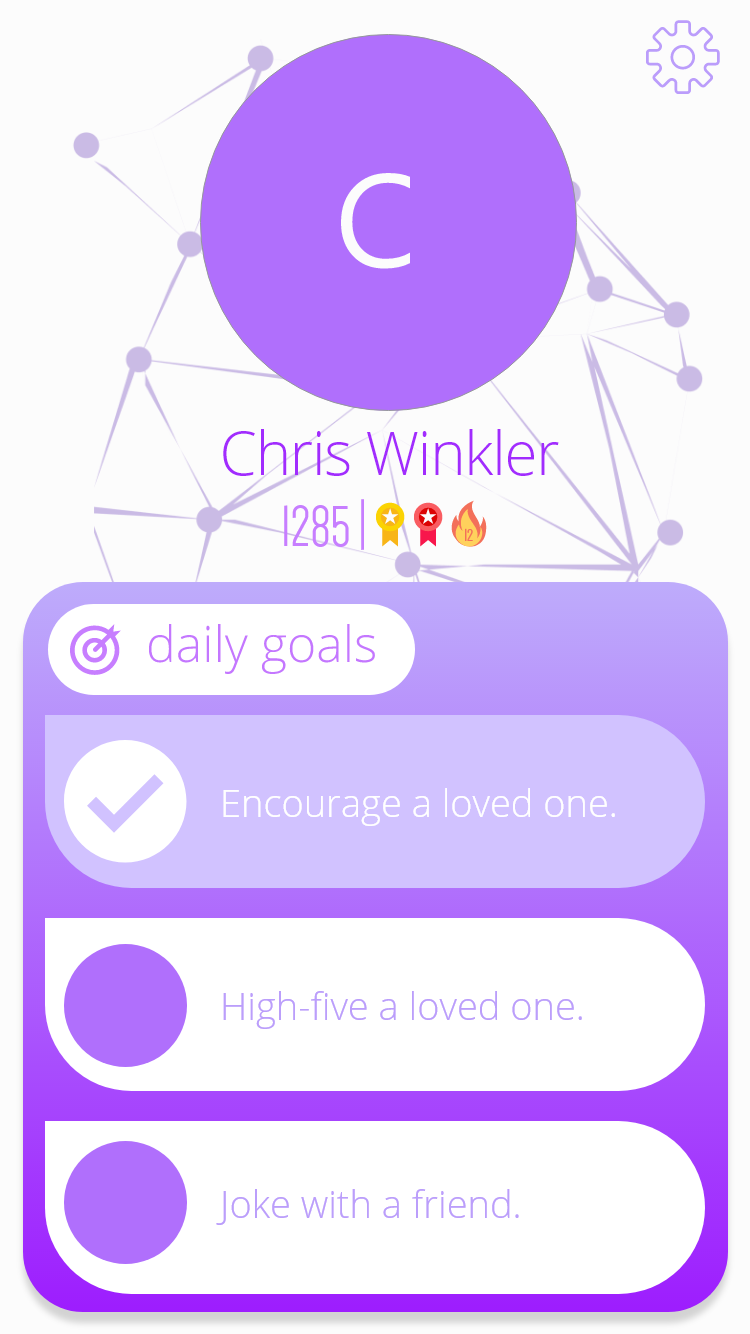 C
Chris Winkler
1285 | 12
daily goals
Encourage a loved one.
High-five a loved one.
Joke with a friend.